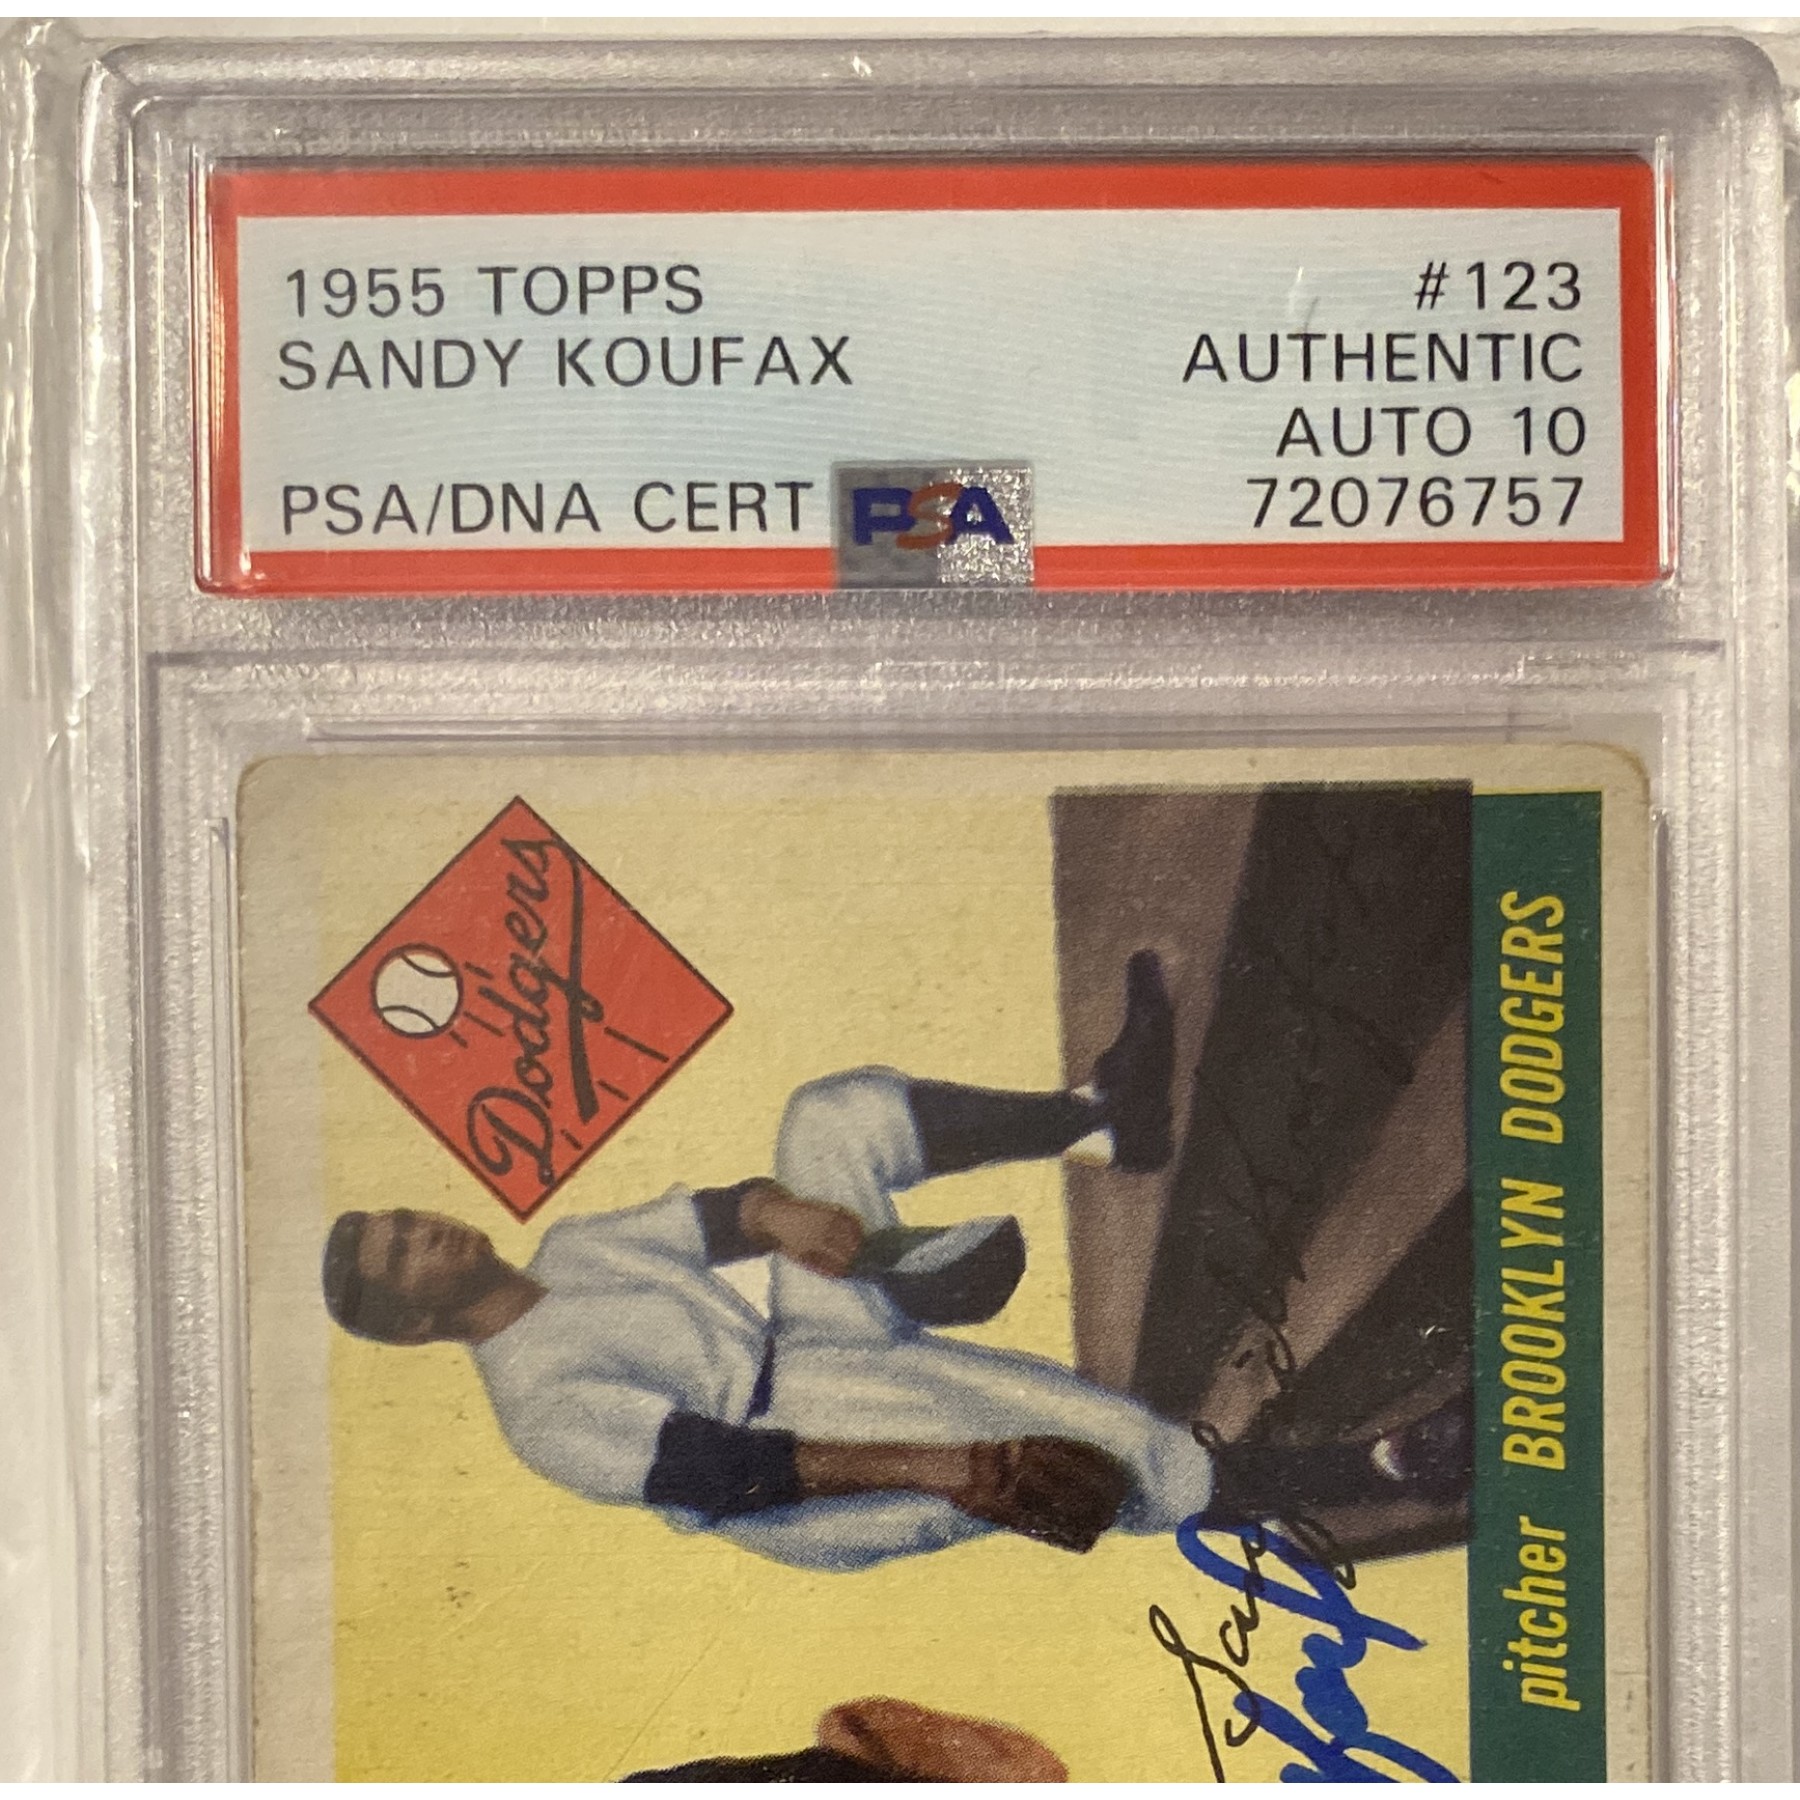 1955 TOPPS #123
SANDY KOUFAX AUTHENTIC
AUTO 10
PSA/DNA CERT PSA 72076757
Dodgers
pitcher BROOKLYN DODGERS